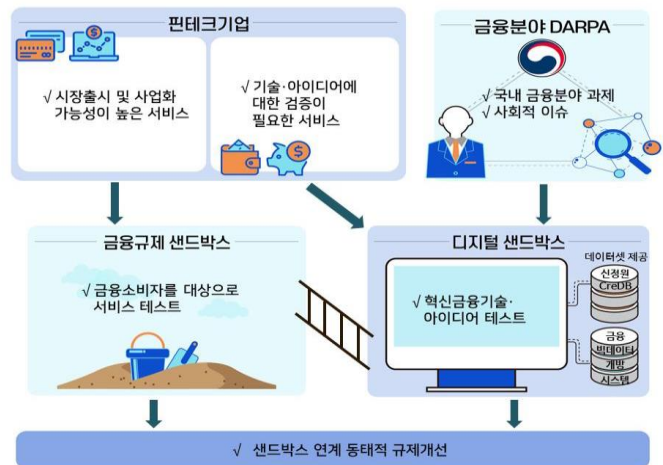 핀테크기업
√ 시장출시 및 사업화
가능성이 높은 서비스
√ 기술·아이디어에
대한 검증이
필요한 서비스
금융분야 DARPA
√ 국내 금융분야 과제
√ 사회적 이슈
금융규제 샌드박스
√ 금융소비자를 대상으로
서비스 테스트
디지털 샌드박스
√ 혁신금융기술·
아이디어 테스트
데이터셋 제공
신정원
CreDB
금융
빅데이터
개방
시스템
√ 샌드박스 연계 동태적 규제개선